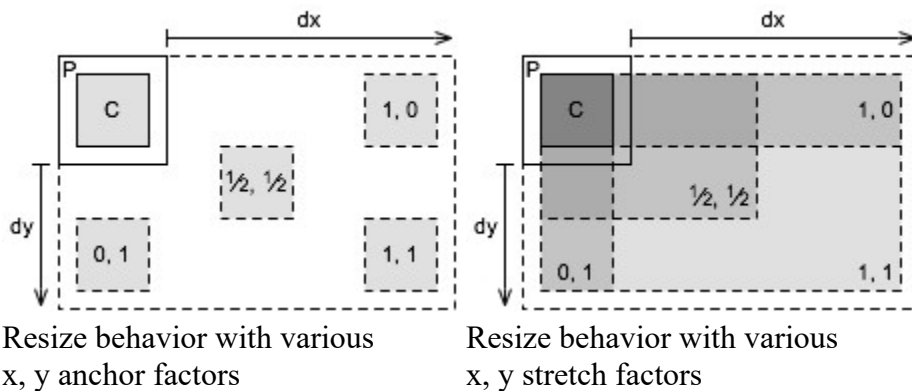 dx
dx
P
C
1, 0
½, ½
dy
0, 1
1, 1
P
C
1, 0
½, ½
dy
0, 1
1, 1
Resize behavior with various
x, y anchor factors
Resize behavior with various
x, y stretch factors